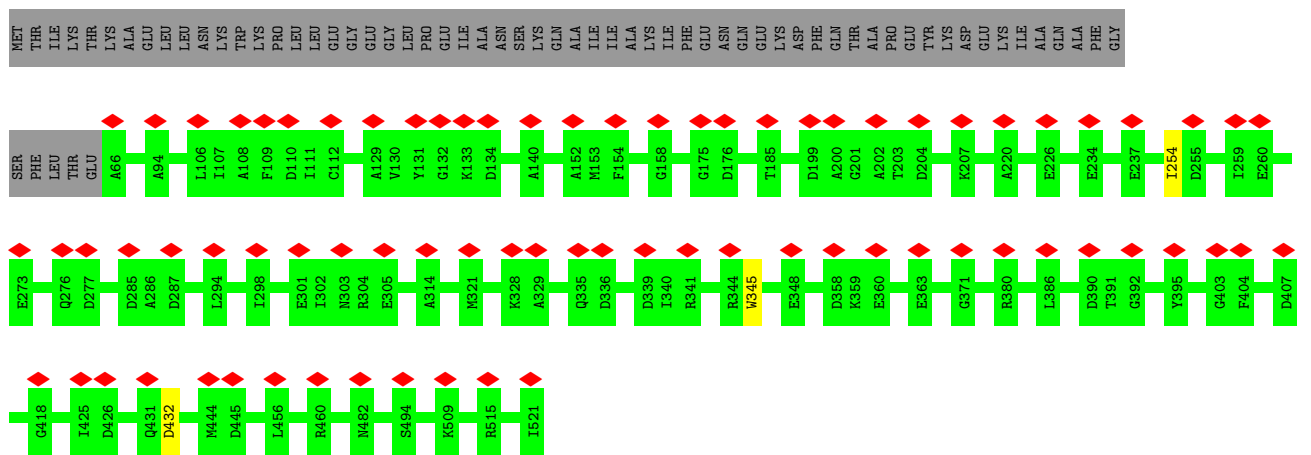 MET THR ILE LYS THR LYS ALA GLU LEU LEU ASN LYS TRP LYS PRO LEU LEU GLU GLY GLU GLY LEU PRO GLU ILE ALA ASN SER LYS GLN ALA ILE ILE ALA LYS ILE PHE GLU ASN GLN GLU LYS ASP PHE GLN THR ALA PRO GLU TYR LYS ASP GLU LYS ILE ALA GLN ALA PHE GLY
SER PHE LEU THR GLU A66 A94 L106 I107 A108 F109 D110 I111 G112 A129 V130 Y131 G132 K133 D134 A140 A152 M153 F154 G158 G175 D176 T185 D199 A200 G201 A202 T203 D204 K207 A220 E226 E234 E237 I254 D255 I259 E260
E273 Q276 D277 D285 A286 D287 L294 I298 E301 I302 N303 R304 E305 A314 M321 K328 A329 Q335 D336 D339 I340 R341 R344 W345 E348 D358 K359 E360 E363 G371 R380 L386 D390 T391 G392 Y395 G403 F404 D407
G418 I425 D426 Q431 D432 M444 D445 L456 R460 N482 S494 K509 R515 I521